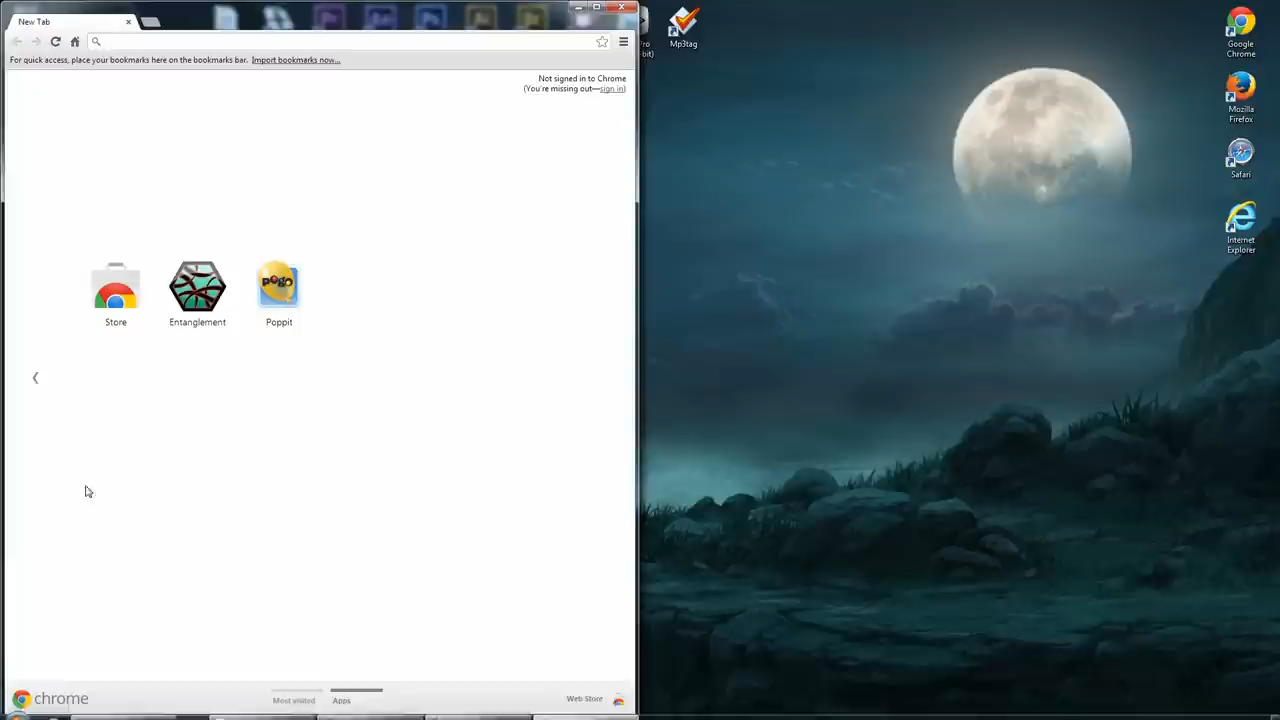 New Tab
For quick access, place your bookmarks here on the bookmarks bar. Import bookmarks now...
Not signed in to Chrome
(You're missing out—sign in)
Store
Entanglement
pogo
Poppit
chrome
Most visited
Apps
Web Store
Mp3tag
Google
Chrome
Mozilla
Firefox
Safari
Internet
Explorer